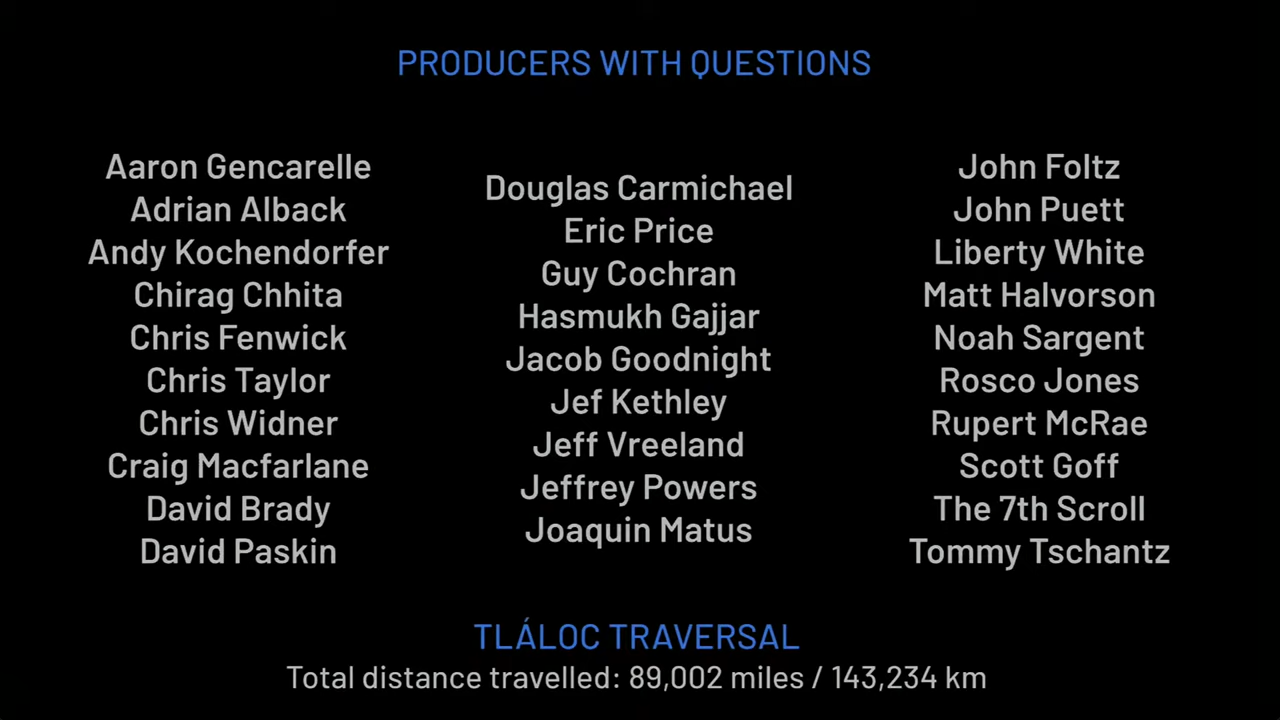 PRODUCERS WITH QUESTIONS
Aaron Gencarelle
Adrian Alback
Andy Kochendorfer
Chirag Chhita
Chris Fenwick
Chris Taylor
Chris Widner
Craig Macfarlane
David Brady
David Paskin
Douglas Carmichael
Eric Price
Guy Cochran
Hasmukh Gajjar
Jacob Goodnight
Jef Kethley
Jeff Vreeland
Jeffrey Powers
Joaquin Matus
John Foltz
John Puett
Liberty White
Matt Halvorson
Noah Sargent
Rosco Jones
Rupert McRae
Scott Goff
The 7th Scroll
Tommy Tschantz
TLÁLOC TRAVERSAL
Total distance travelled: 89,002 miles / 143,234 km